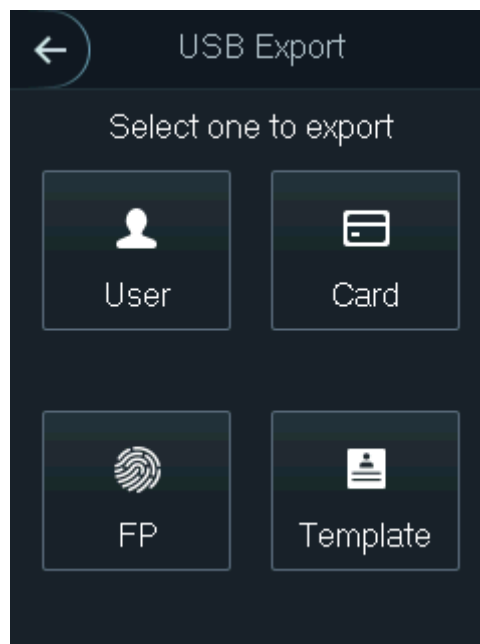 USB Export
Select one to export
User
Card
FP
Template